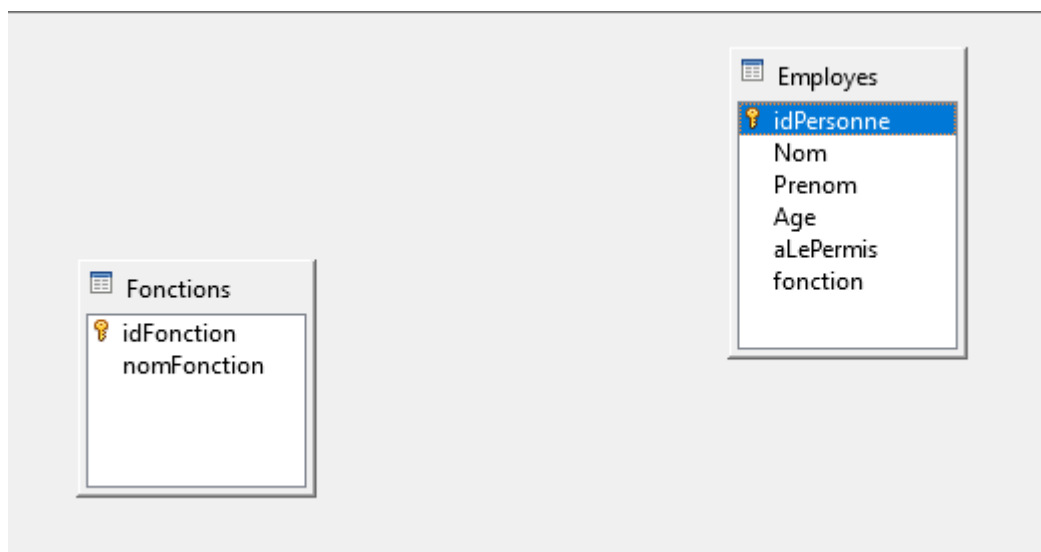 Employes
idPersonne
Nom
Prenom
Age
aLePermis
fonction
Fonctions
idFonction
nomFonction